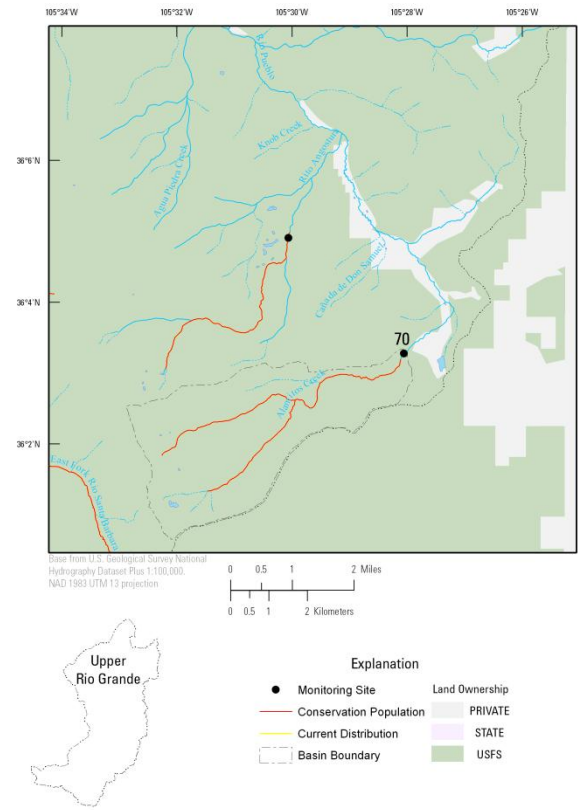 105°34'W
105°32'W
105°30'W
105°28'W
105°26'W
36°6'N
36°4'N
36°2'N
Rio Pueblo
Knob Creek
Rito Angostura
Agua Piedra Creek
Cañada de Don Samuel
70
Alamitos Creek
East Fork Rio Santa Barbara
Base from U.S. Geological Survey National
Hydrography Dataset Plus 1:100,000.
NAD 1983 UTM 13 projection
0 0.5 1 2 Miles
0 0.5 1 2 Kilometers
Upper
Rio Grande
Explanation
Monitoring Site
Conservation Population
Current Distribution
Basin Boundary
Land Ownership
PRIVATE
STATE
USFS